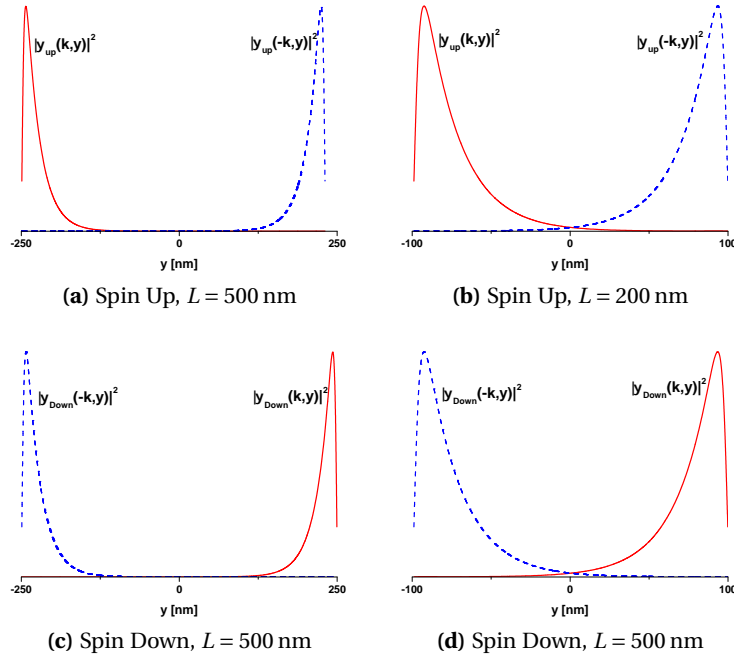 |y_up(k,y)|² |y_up(-k,y)|²
-250 0 250
y [nm]
(a) Spin Up, L = 500 nm
|y_up(k,y)|² |y_up(-k,y)|²
-100 0 100
y [nm]
(b) Spin Up, L = 200 nm
|y_Down(-k,y)|² |y_Down(k,y)|²
-250 0 250
y [nm]
(c) Spin Down, L = 500 nm
|y_Down(-k,y)|² |y_Down(k,y)|²
-100 0 100
y [nm]
(d) Spin Down, L = 500 nm